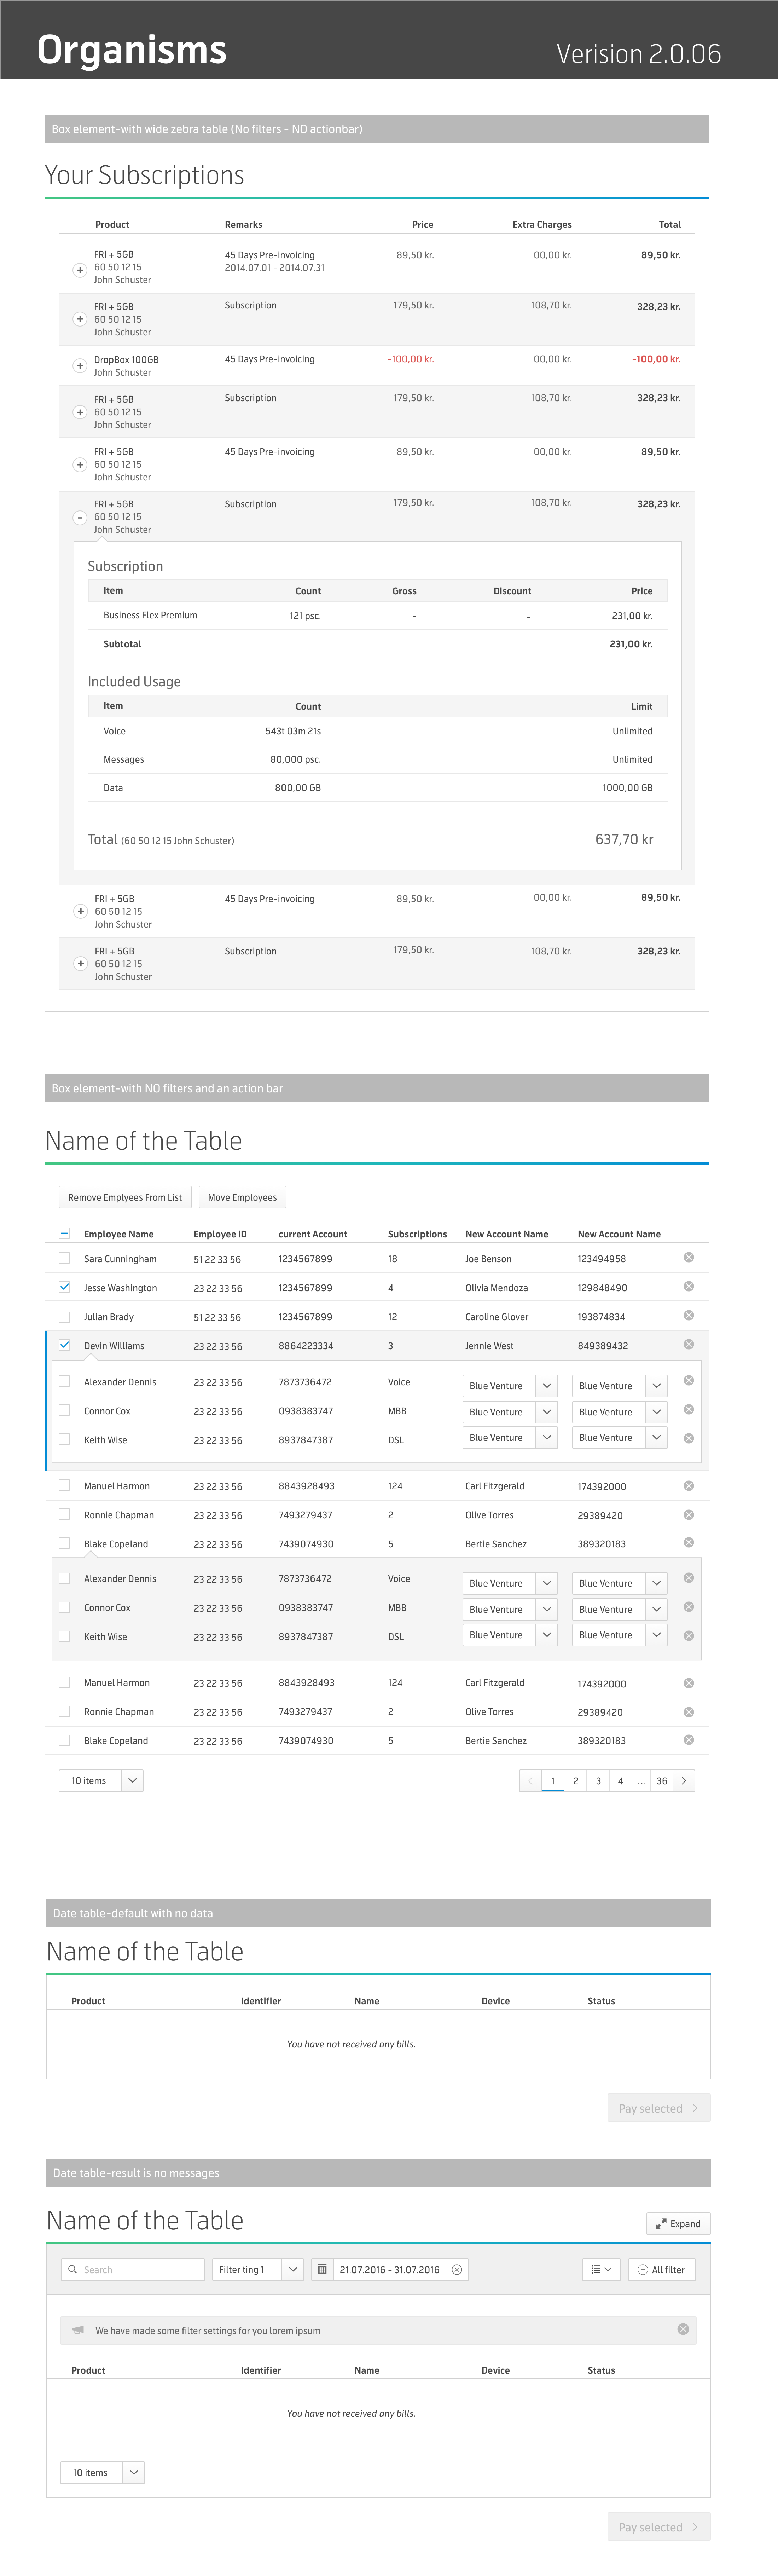 Organisms
Verision 2.0.06
Box element-with wide zebra table (No filters - NO actionbar)
Your Subscriptions
Product Remarks Price Extra Charges Total
FRI + 5GB 45 Days Pre-invoicing 89,50 kr. 00,00 kr. 89,50 kr.
60 50 12 15 2014.07.01 - 2014.07.31
John Schuster
FRI + 5GB Subscription 179,50 kr. 108,70 kr. 328,23 kr.
60 50 12 15
John Schuster
DropBox 100GB 45 Days Pre-invoicing -100,00 kr. 00,00 kr. -100,00 kr.
John Schuster
FRI + 5GB Subscription 179,50 kr. 108,70 kr. 328,23 kr.
60 50 12 15
John Schuster
FRI + 5GB 45 Days Pre-invoicing 89,50 kr. 00,00 kr. 89,50 kr.
60 50 12 15
John Schuster
FRI + 5GB Subscription 179,50 kr. 108,70 kr. 328,23 kr.
60 50 12 15
John Schuster
Subscription
Item Count Gross Discount Price
Business Flex Premium 121 psc. - - 231,00 kr.
Subtotal 231,00 kr.
Included Usage
Item Count Limit
Voice 543t 03m 21s Unlimited
Messages 80,000 psc. Unlimited
Data 800,00 GB 1000,00 GB
Total (60 50 12 15 John Schuster) 637,70 kr
FRI + 5GB 45 Days Pre-invoicing 89,50 kr. 00,00 kr. 89,50 kr.
60 50 12 15
John Schuster
FRI + 5GB Subscription 179,50 kr. 108,70 kr. 328,23 kr.
60 50 12 15
John Schuster
Box element-with NO filters and an action bar
Name of the Table
Remove Emplyees From List Move Employees
Employee Name Employee ID current Account Subscriptions New Account Name New Account Name
Sara Cunningham 51 22 33 56 1234567899 18 Joe Benson 123494958
Jesse Washington 23 22 33 56 1234567899 4 Olivia Mendoza 129848490
Julian Brady 51 22 33 56 1234567899 12 Caroline Glover 193874834
Devin Williams 23 22 33 56 8864223334 3 Jennie West 849389432
Alexander Dennis 23 22 33 56 7873736472 Voice Blue Venture Blue Venture
Connor Cox 23 22 33 56 0938383747 MBB Blue Venture Blue Venture
Keith Wise 23 22 33 56 8937847387 DSL Blue Venture Blue Venture
Manuel Harmon 23 22 33 56 8843928493 124 Carl Fitzgerald 174392000
Ronnie Chapman 23 22 33 56 7493279437 2 Olive Torres 29389420
Blake Copeland 23 22 33 56 7439074930 5 Bertie Sanchez 389320183
Alexander Dennis 23 22 33 56 7873736472 Voice Blue Venture Blue Venture
Connor Cox 23 22 33 56 0938383747 MBB Blue Venture Blue Venture
Keith Wise 23 22 33 56 8937847387 DSL Blue Venture Blue Venture
Manuel Harmon 23 22 33 56 8843928493 124 Carl Fitzgerald 174392000
Ronnie Chapman 23 22 33 56 7493279437 2 Olive Torres 29389420
Blake Copeland 23 22 33 56 7439074930 5 Bertie Sanchez 389320183
10 items 1 2 3 4 ... 36
Date table-default with no data
Name of the Table
Product Identifier Name Device Status
You have not received any bills.
Pay selected
Date table-result is no messages
Name of the Table
Expand
Search Filter ting 1 21.07.2016 - 31.07.2016 All filter
We have made some filter settings for you lorem ipsum
Product Identifier Name Device Status
You have not received any bills.
10 items
Pay selected